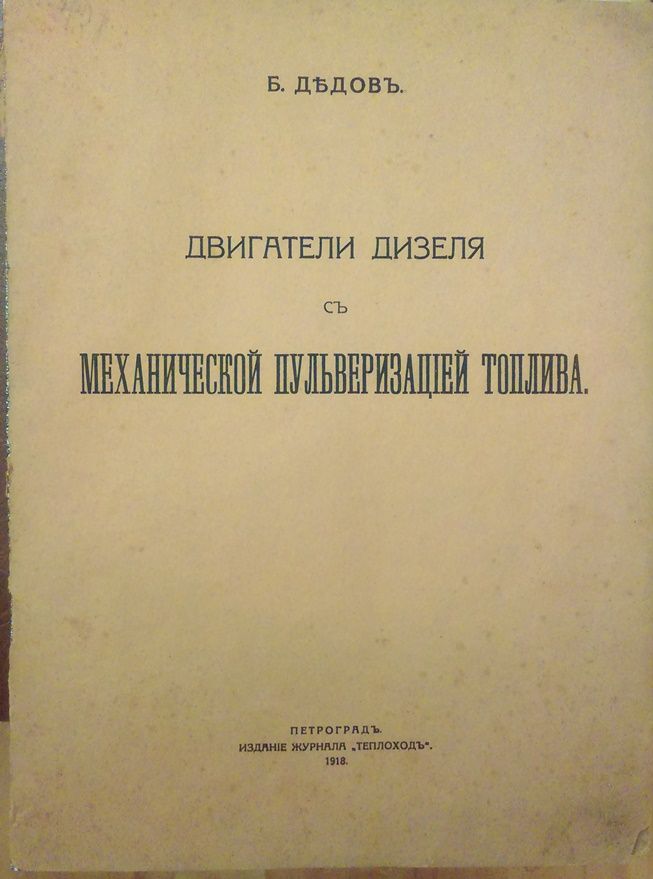 Б. ДѢДОВЪ.
ДВИГАТЕЛИ ДИЗЕЛЯ
СЪ
МЕХАНИЧЕСКОЙ ПУЛЬВЕРИЗАЦІЕЙ ТОПЛИВА.
ПЕТРОГРАДЪ.
ИЗДАНІЕ ЖУРНАЛА „ТЕПЛОХОДЪ".
1918.